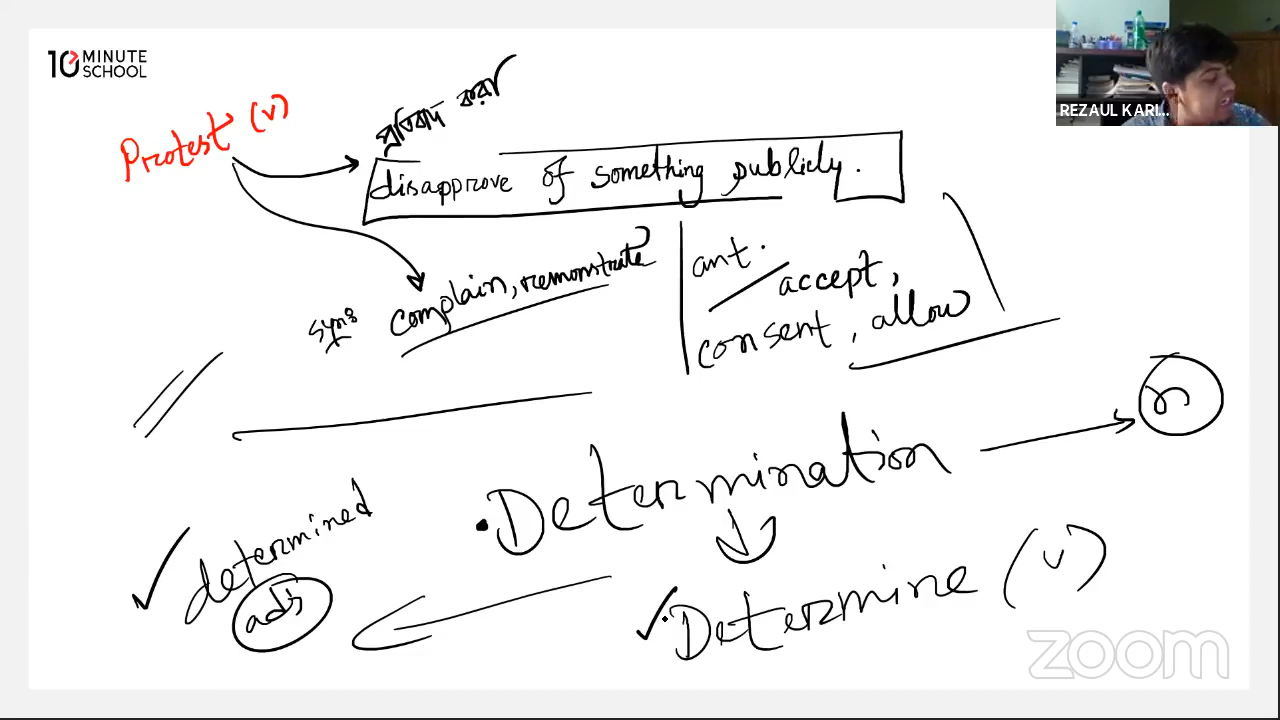 10 MINUTE
SCHOOL
REZAUL KARI...
Protest (v)
প্রতিবাদ করা
disapprove of something publicly.
syn: complain, remonstrate
ant.
accept,
consent, allow
Determination
n
determined
adj
Determine (v)
zoom